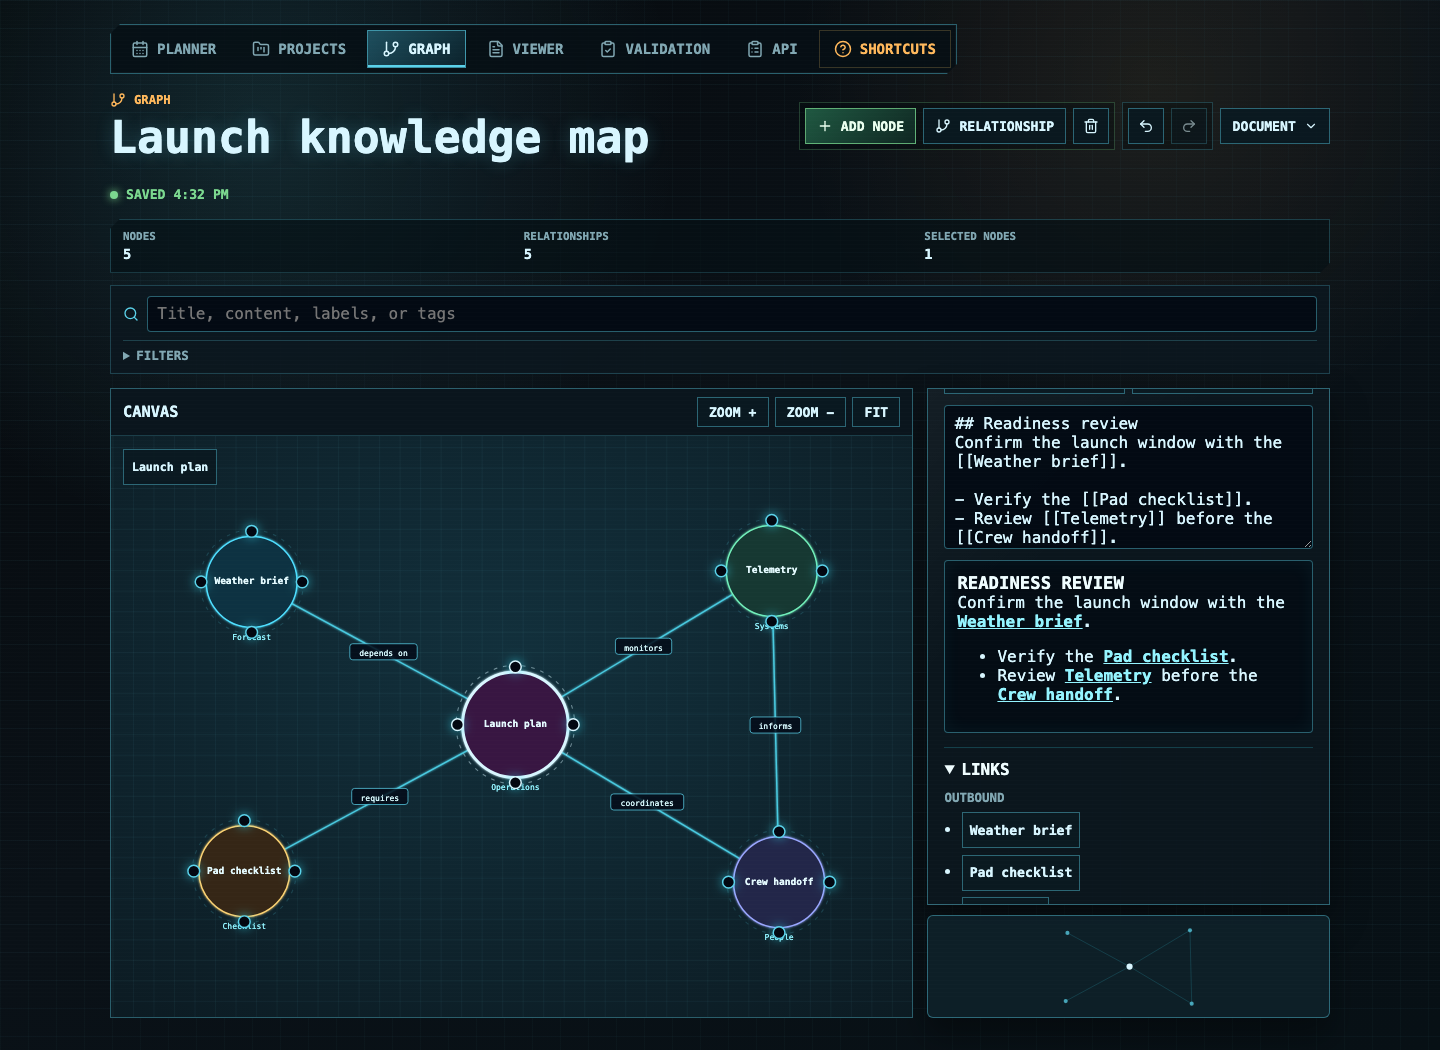 PLANNER
PROJECTS
GRAPH
VIEWER
VALIDATION
API
SHORTCUTS
GRAPH
Launch knowledge map
ADD NODE
RELATIONSHIP
DOCUMENT
SAVED 4:32 PM
NODES
5
RELATIONSHIPS
5
SELECTED NODES
1
Title, content, labels, or tags
FILTERS
CANVAS
ZOOM +
ZOOM −
FIT
Launch plan
Weather brief
Forecast
Telemetry
Systems
depends on
monitors
Launch plan
Operations
informs
requires
coordinates
Pad checklist
Checklist
Crew handoff
People
## Readiness review
Confirm the launch window with the
[[Weather brief]].
- Verify the [[Pad checklist]].
- Review [[Telemetry]] before the
[[Crew handoff]].
READINESS REVIEW
Confirm the launch window with the
Weather brief.
• Verify the Pad checklist.
• Review Telemetry before the
Crew handoff.
LINKS
OUTBOUND
• Weather brief
• Pad checklist